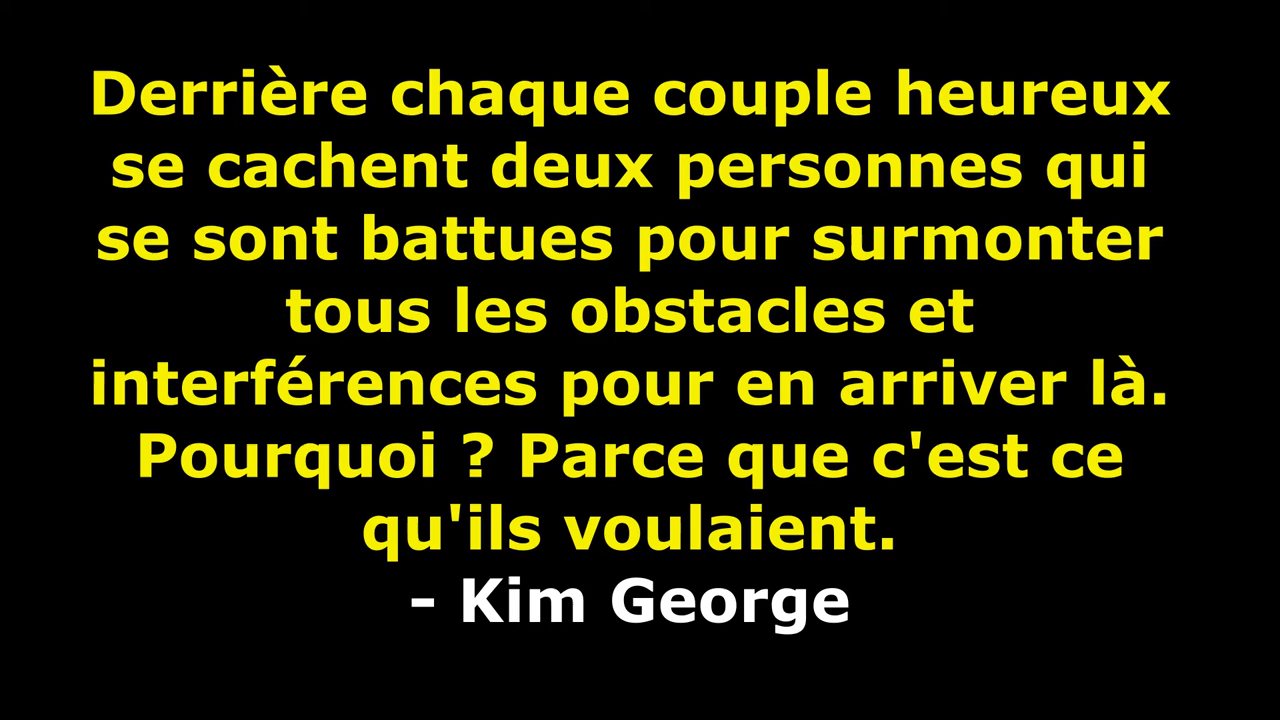 Derrière chaque couple heureux
se cachent deux personnes qui
se sont battues pour surmonter
tous les obstacles et
interférences pour en arriver là.
Pourquoi ? Parce que c'est ce
qu'ils voulaient.
- Kim George